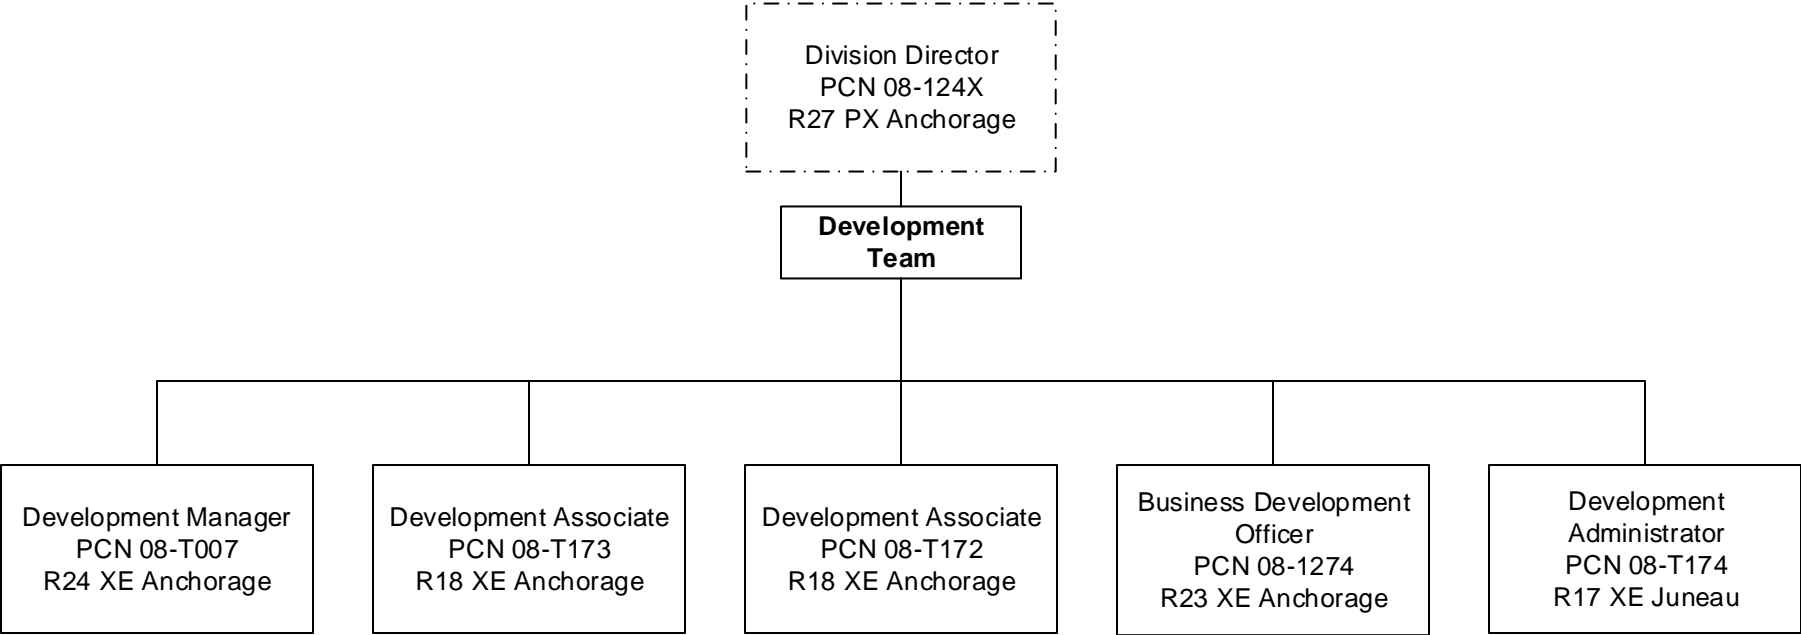 Division Director
PCN 08-124X
R27 PX Anchorage
Development
Team
Development Manager
PCN 08-T007
R24 XE Anchorage
Development Associate
PCN 08-T173
R18 XE Anchorage
Development Associate
PCN 08-T172
R18 XE Anchorage
Business Development
Officer
PCN 08-1274
R23 XE Anchorage
Development
Administrator
PCN 08-T174
R17 XE Juneau